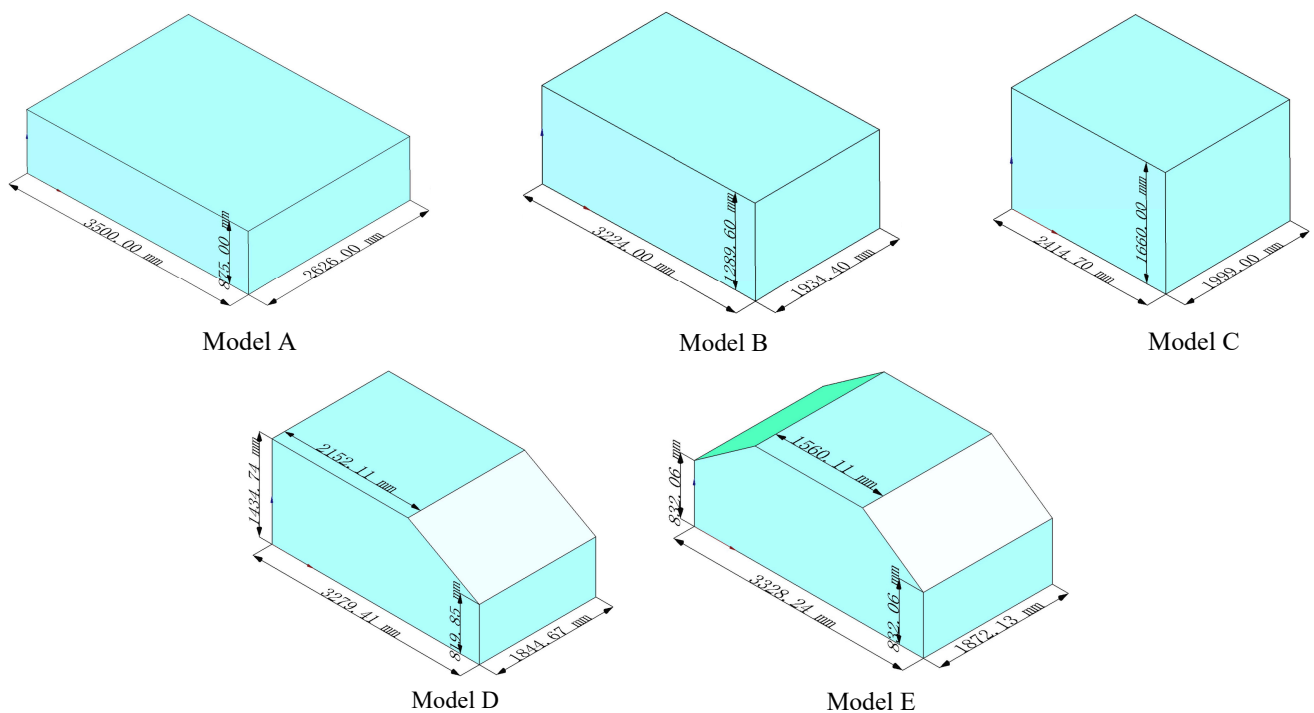 3500.00 mm
875.00 mm
2626.00 mm
Model A
3224.00 mm
1289.60 mm
1934.40 mm
Model B
2414.70 mm
1660.00 mm
1999.00 mm
Model C
1434.74 mm
2152.11 mm
3279.41 mm
819.85 mm
1844.67 mm
Model D
832.06 mm
1560.11 mm
3328.24 mm
832.06 mm
1872.13 mm
Model E